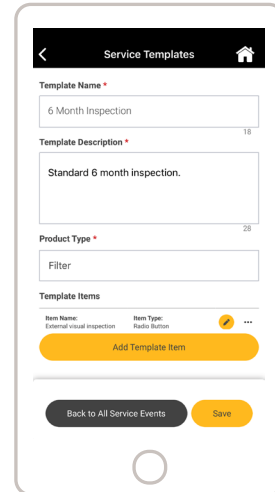 Service Templates
Template Name *
6 Month Inspection
18
Template Description *
Standard 6 month inspection.
28
Product Type *
Filter
Template Items
Item Name: Item Type:
External visual inspection Radio Button
Add Template Item
Back to All Service Events Save